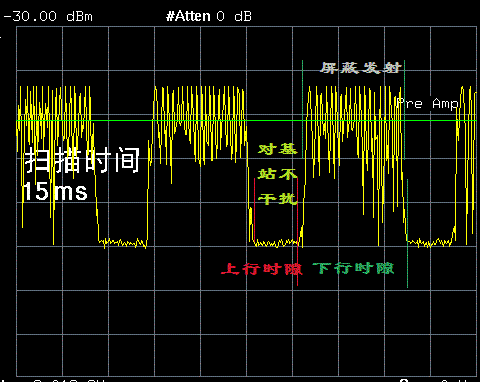 -30.00 dBm #Atten 0 dB
屏蔽发射
Pre Amp
对基
站不
干扰
扫描时间
15ms
上行时隙 下行时隙